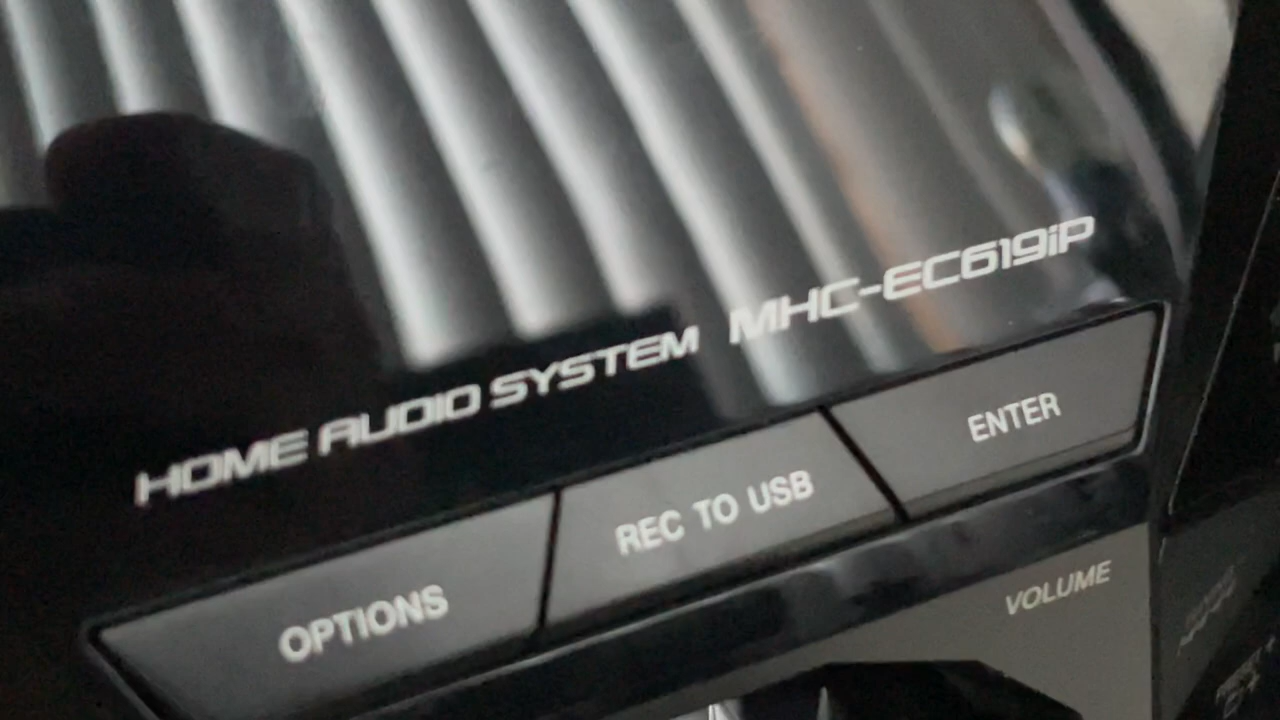 HOME AUDIO SYSTEM MHC-EC619iP
OPTIONS
REC TO USB
ENTER
VOLUME